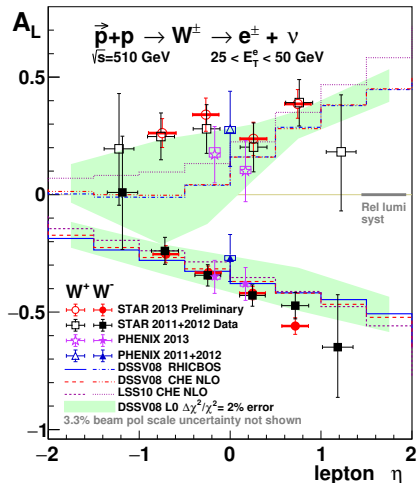 A_L
p⃗+p → W± → e± + ν
√s=510 GeV 25 < E_T^e < 50 GeV
0.5
0
Rel lumi
syst
−0.5
W+ W−
STAR 2013 Preliminary
STAR 2011+2012 Data
PHENIX 2013
PHENIX 2011+2012
DSSV08 RHICBOS
DSSV08 CHE NLO
LSS10 CHE NLO
DSSV08 L0 Δχ²/χ²= 2% error
3.3% beam pol scale uncertainty not shown
−1
−2 −1 0 1 2
lepton η